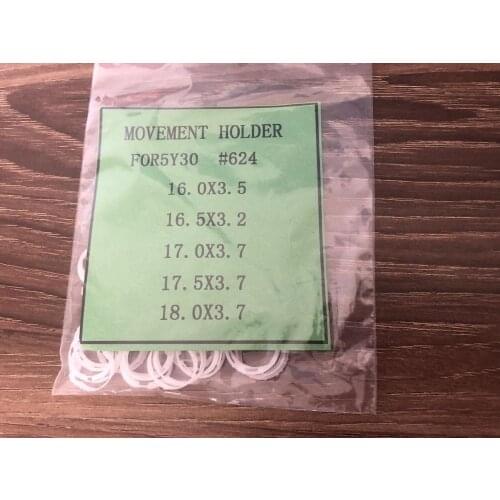 MOVEMENT HOLDER
FOR5Y30 #624
16.0X3.5
16.5X3.2
17.0X3.7
17.5X3.7
18.0X3.7